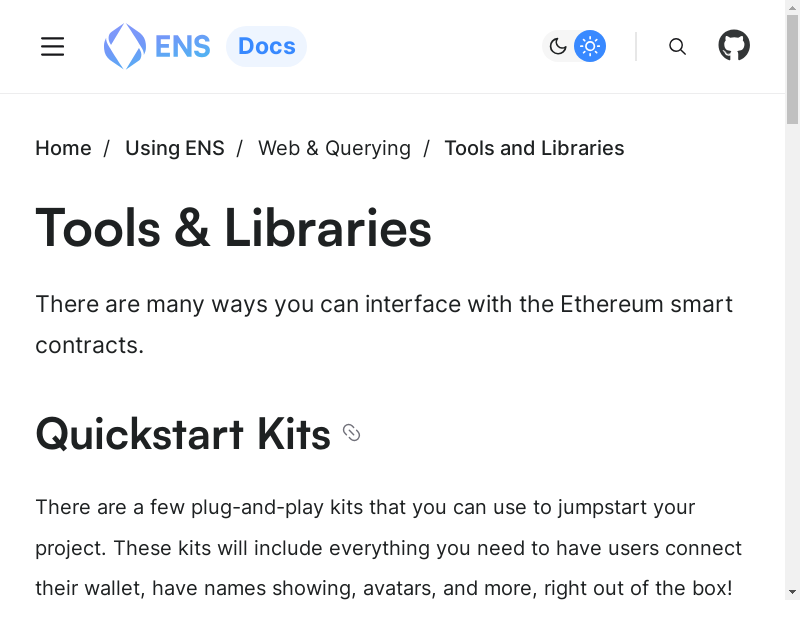 ENS Docs
Home / Using ENS / Web & Querying / Tools and Libraries
Tools & Libraries
There are many ways you can interface with the Ethereum smart
contracts.
Quickstart Kits
There are a few plug-and-play kits that you can use to jumpstart your
project. These kits will include everything you need to have users connect
their wallet, have names showing, avatars, and more, right out of the box!